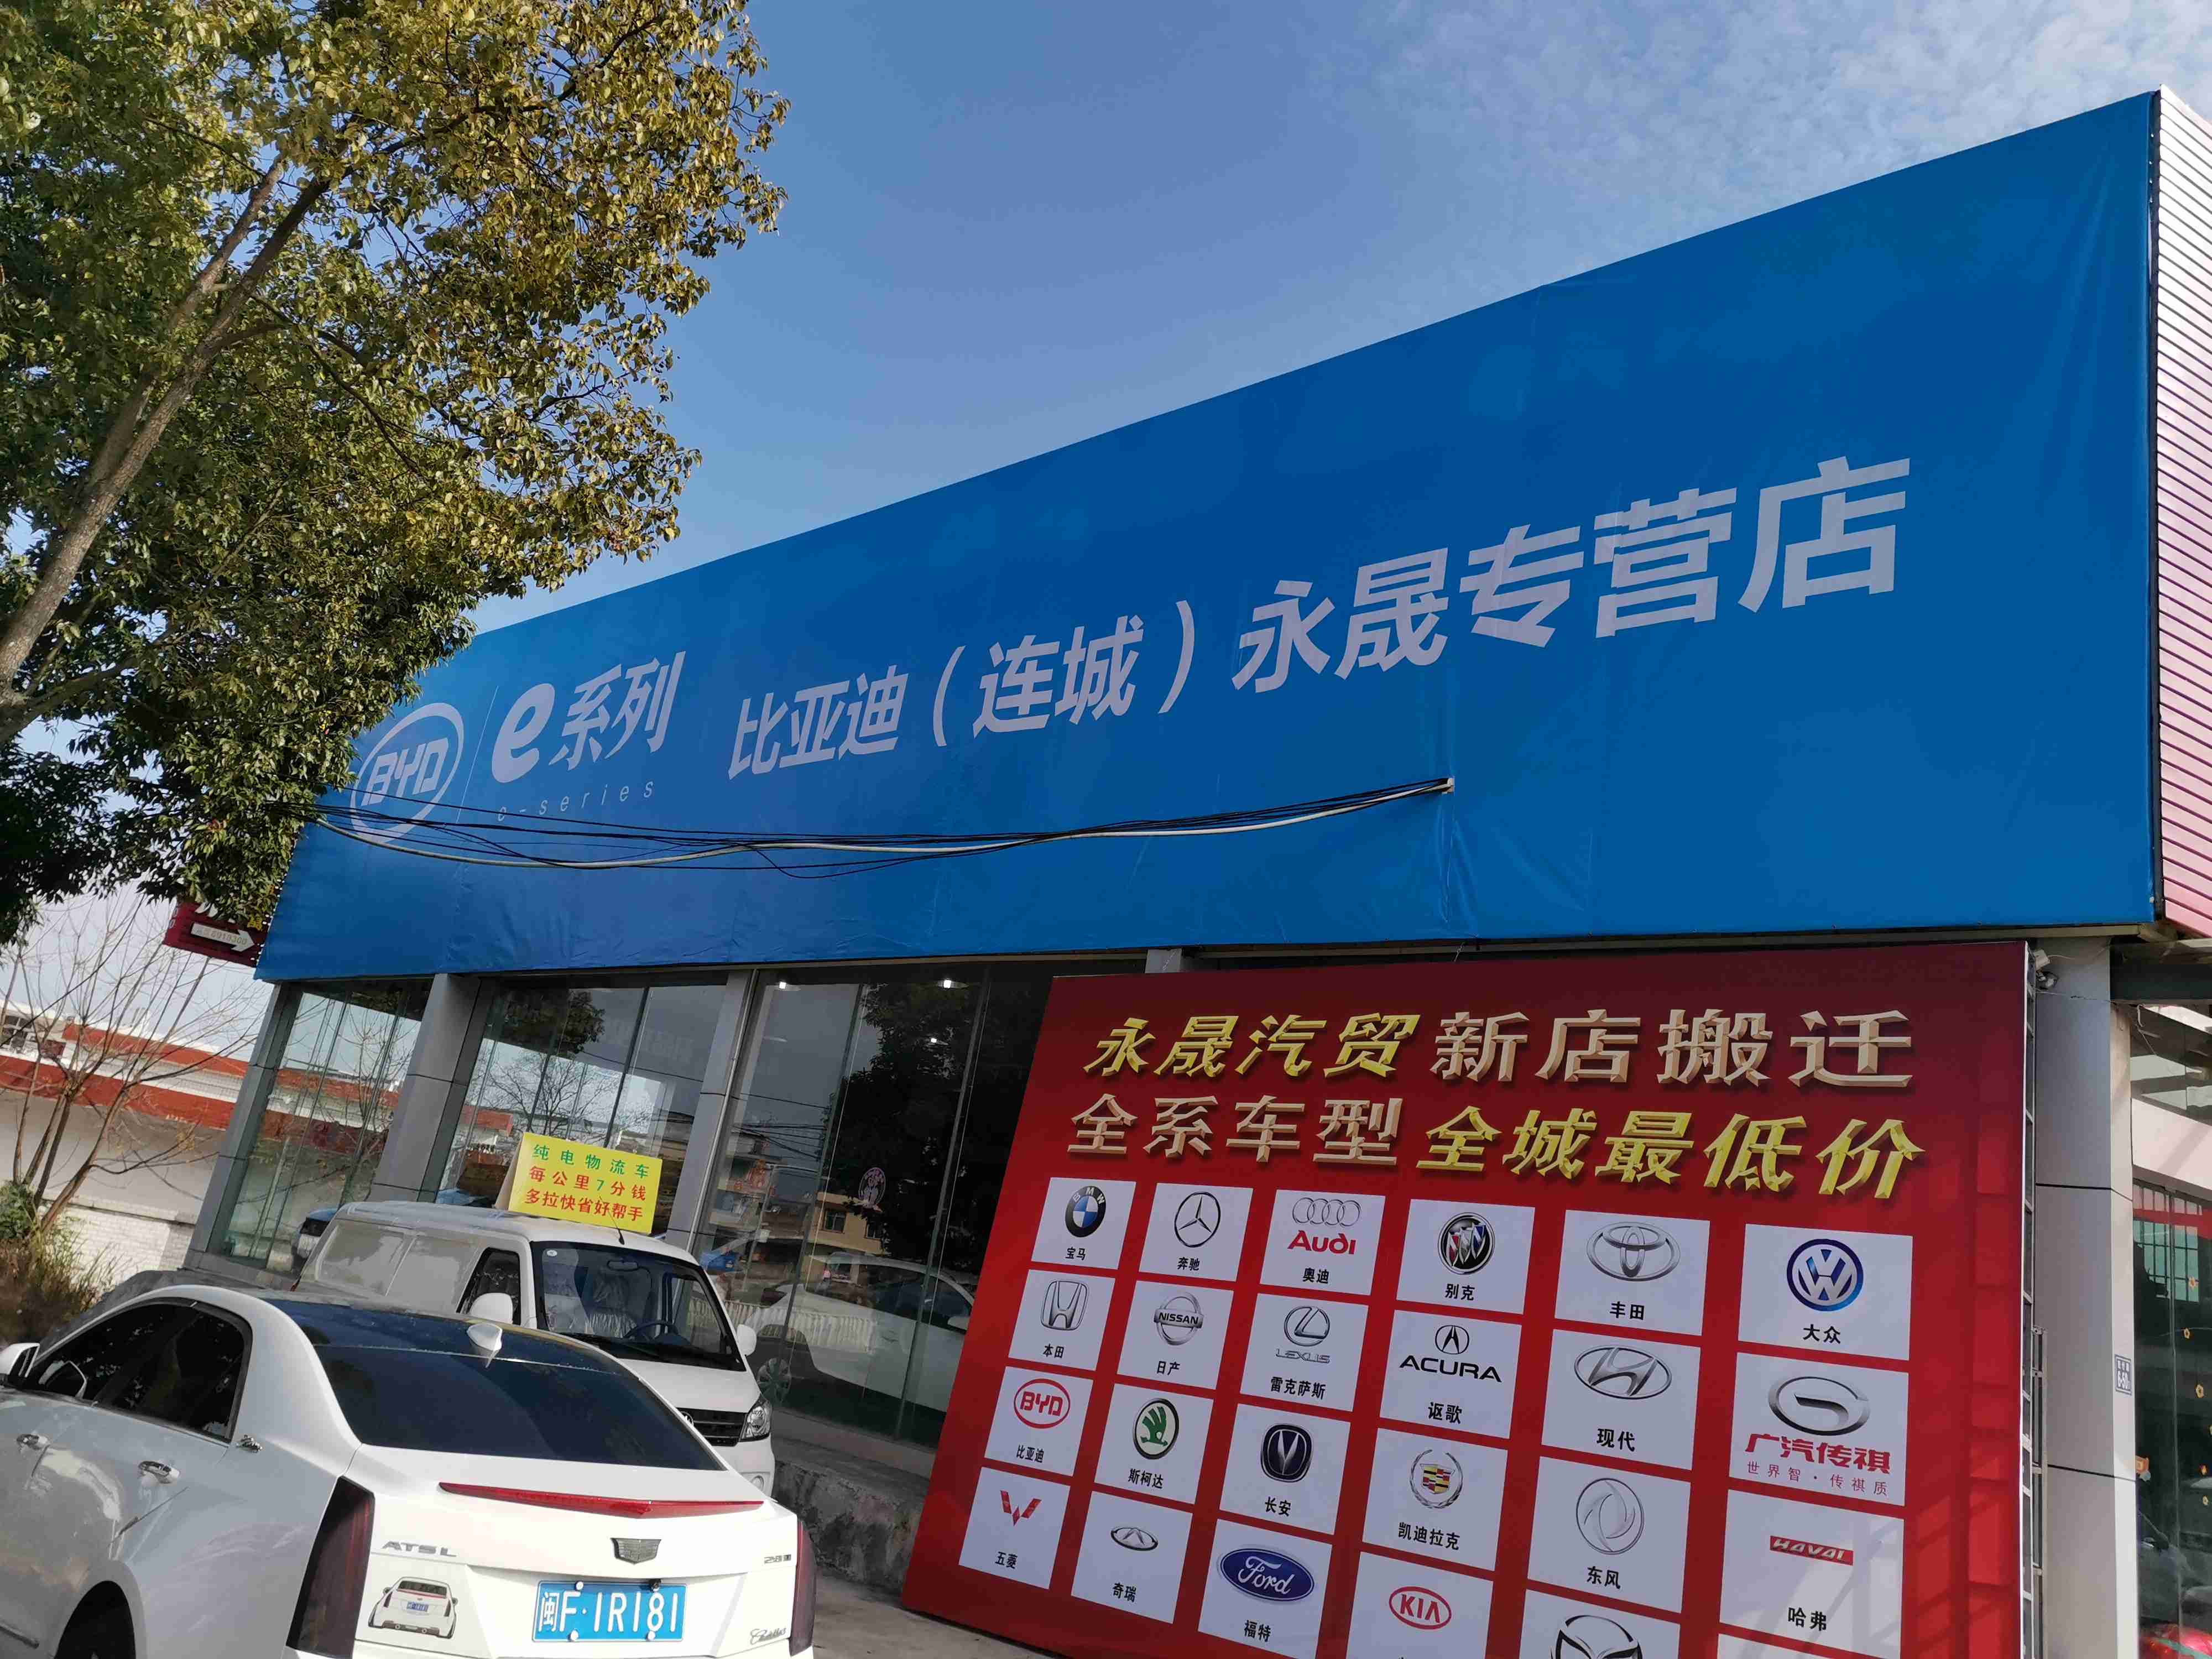 BYD e系列 比亚迪（连城）永晟专营店
e-series
永晟汽贸 新店搬迁
全系车型 全城最低价
纯电物流车
每公里7分钱
多拉快省好帮手
BMW
宝马
奔驰
Audi
奥迪
别克
丰田
大众
本田
NISSAN
日产
LEXUS
雷克萨斯
ACURA
讴歌
现代
广汽传祺
世界智·传祺质
BYD
比亚迪
斯柯达
长安
凯迪拉克
东风
HAVAL
哈弗
五菱
奇瑞
Ford
福特
KIA
ATSL
28T
闽F·1R181
Cadillac